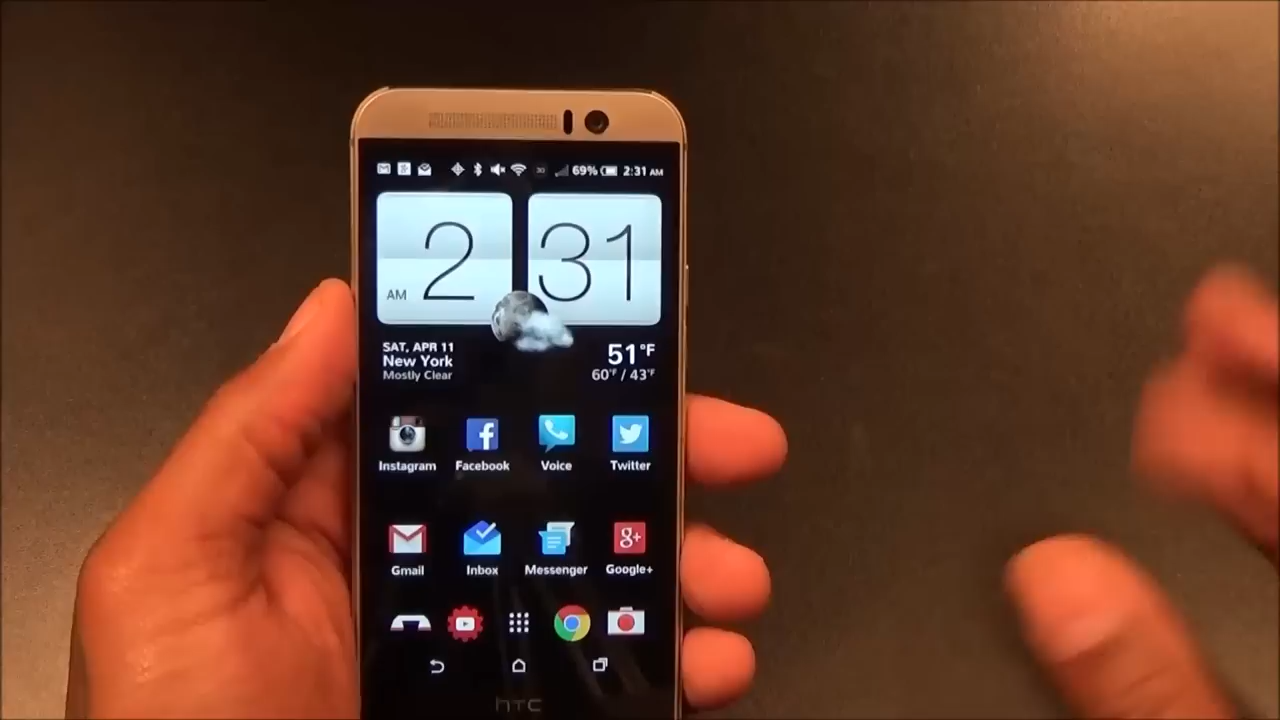 69% 2:31 AM
AM 2 31
SAT, APR 11
New York
Mostly Clear
51°F
60°F / 43°F
Instagram Facebook Voice Twitter
Gmail Inbox Messenger Google+
hTC